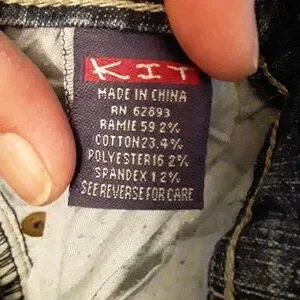 KIT
MADE IN CHINA
RN 62893
RAMIE 59 2%
COTTON23.4%
POLYESTER16 2%
SPANDEX 1 2%
SEE REVERSE FOR CARE